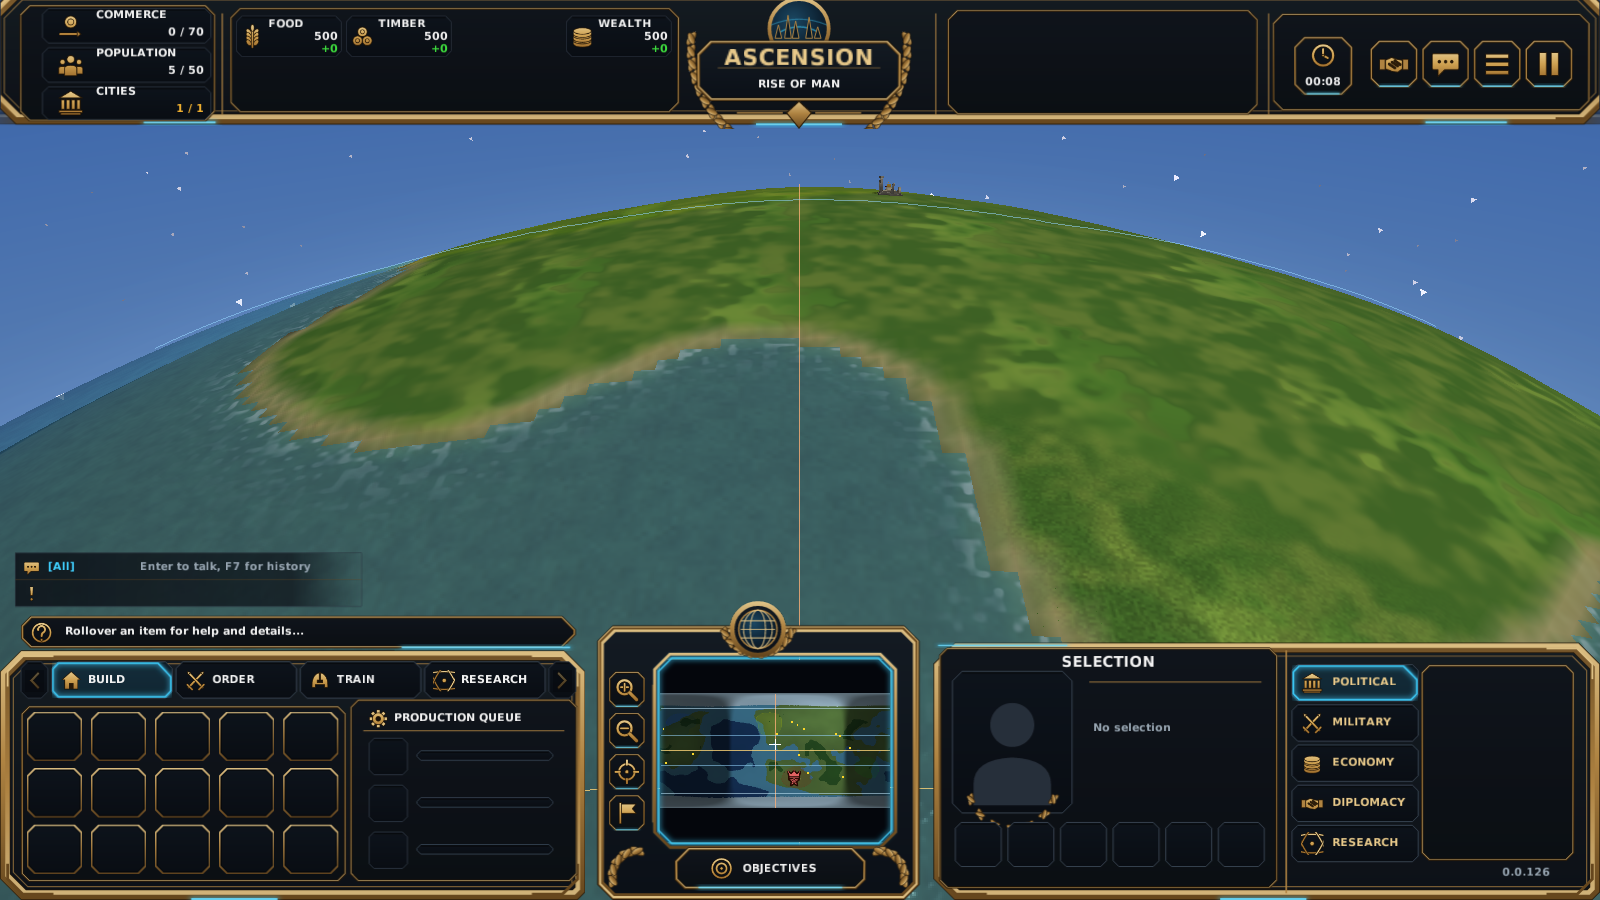 COMMERCE
0 / 70
POPULATION
5 / 50
CITIES
1 / 1
FOOD
500
+0
TIMBER
500
+0
WEALTH
500
+0
ASCENSION
RISE OF MAN
00:08
[All] Enter to talk, F7 for history
!
Rollover an item for help and details...
BUILD
ORDER
TRAIN
RESEARCH
PRODUCTION QUEUE
OBJECTIVES
SELECTION
No selection
POLITICAL
MILITARY
ECONOMY
DIPLOMACY
RESEARCH
0.0.126